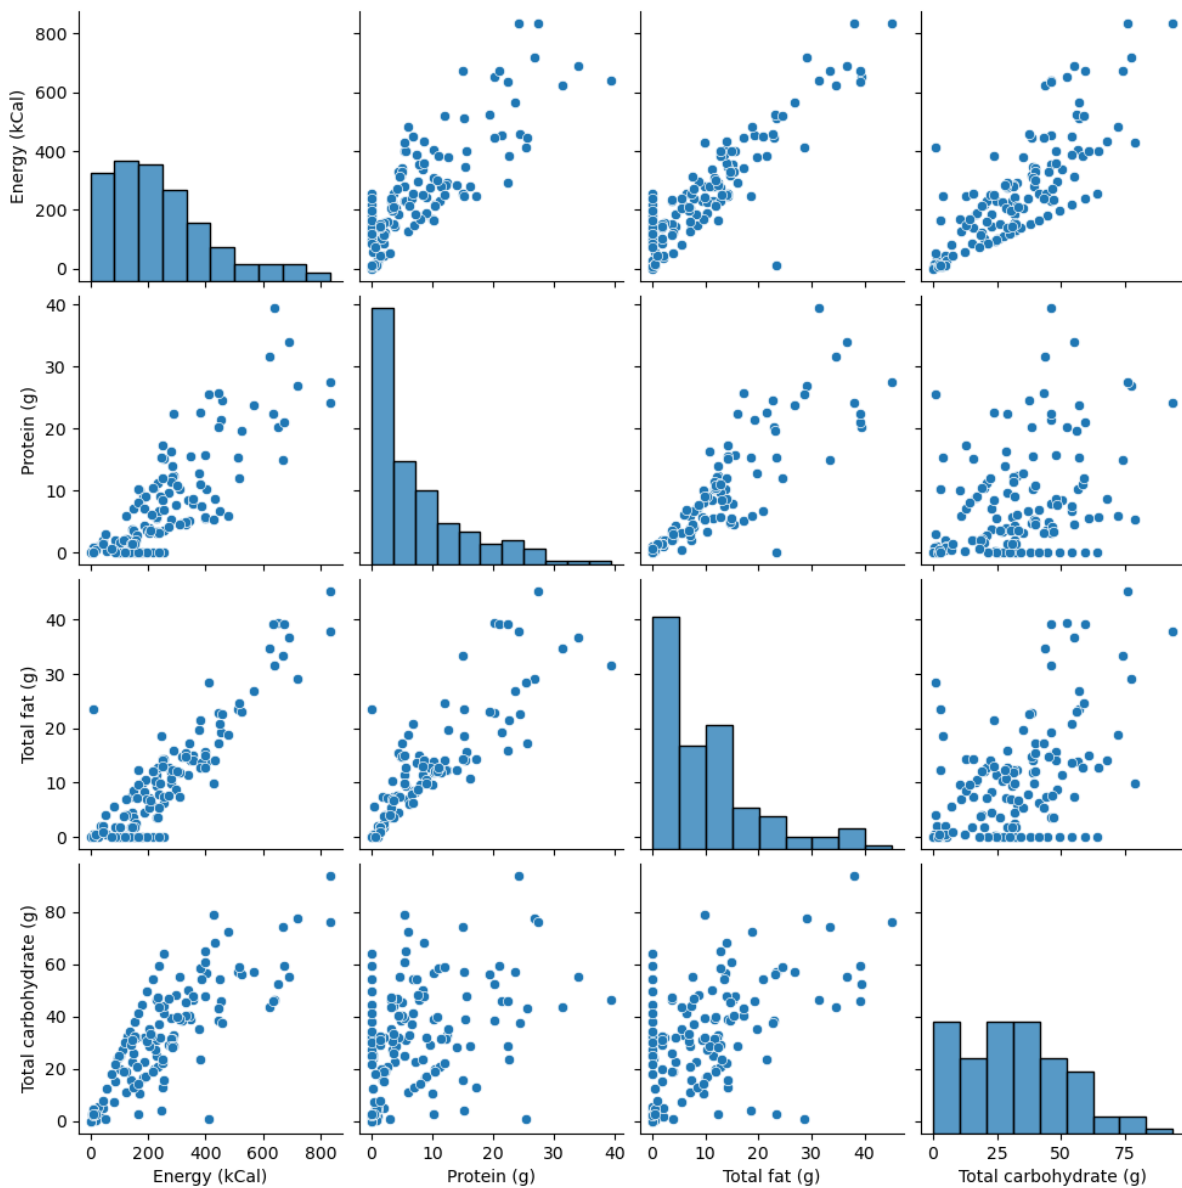 800
600
400
200
0
Energy (kCal)
40
30
20
10
0
Protein (g)
40
30
20
10
0
Total fat (g)
80
60
40
20
0
Total carbohydrate (g)
0 200 400 600 800
0 10 20 30 40
0 10 20 30 40
0 25 50 75
Energy (kCal)
Protein (g)
Total fat (g)
Total carbohydrate (g)